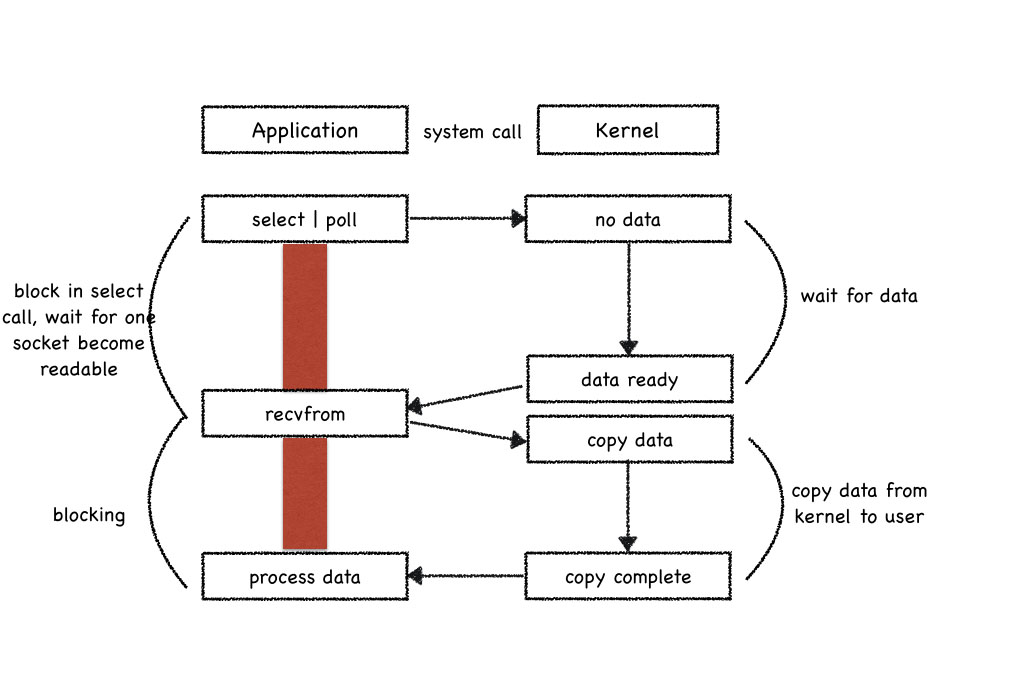 Application
system call
Kernel
select | poll
no data
block in select
call, wait for one
socket become
readable
wait for data
data ready
recvfrom
copy data
blocking
copy data from
kernel to user
process data
copy complete